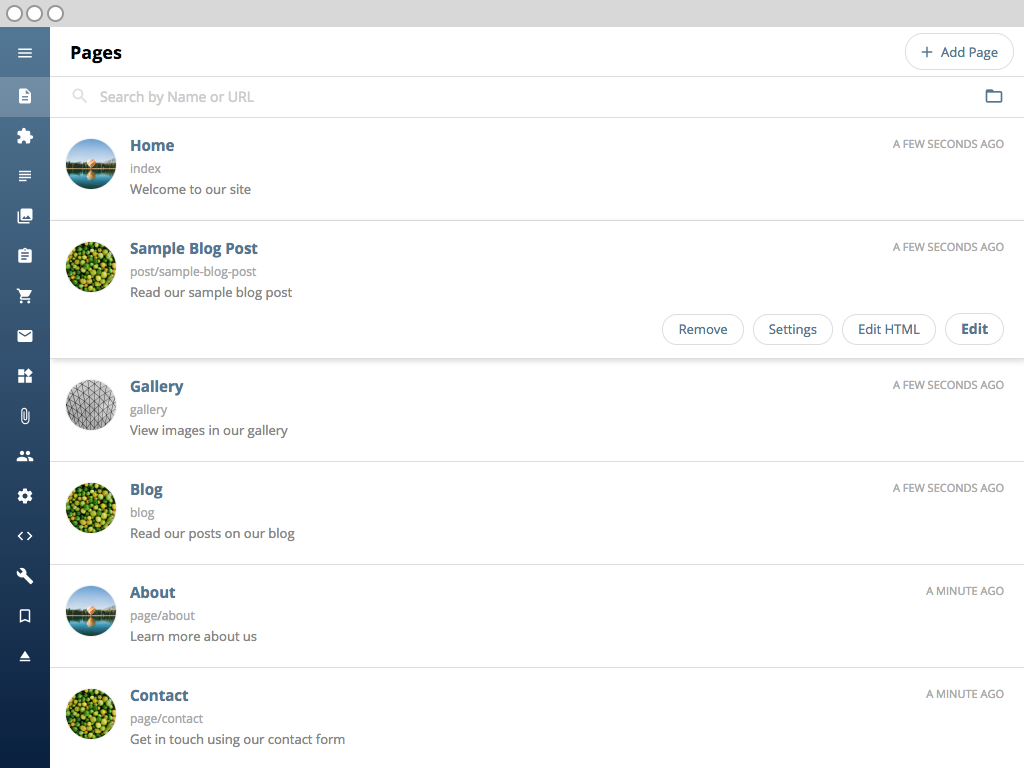 Pages
+ Add Page
Search by Name or URL
Home
A FEW SECONDS AGO
index
Welcome to our site
Sample Blog Post
A FEW SECONDS AGO
post/sample-blog-post
Read our sample blog post
Remove Settings Edit HTML Edit
Gallery
A FEW SECONDS AGO
gallery
View images in our gallery
Blog
A FEW SECONDS AGO
blog
Read our posts on our blog
About
A MINUTE AGO
page/about
Learn more about us
Contact
A MINUTE AGO
page/contact
Get in touch using our contact form